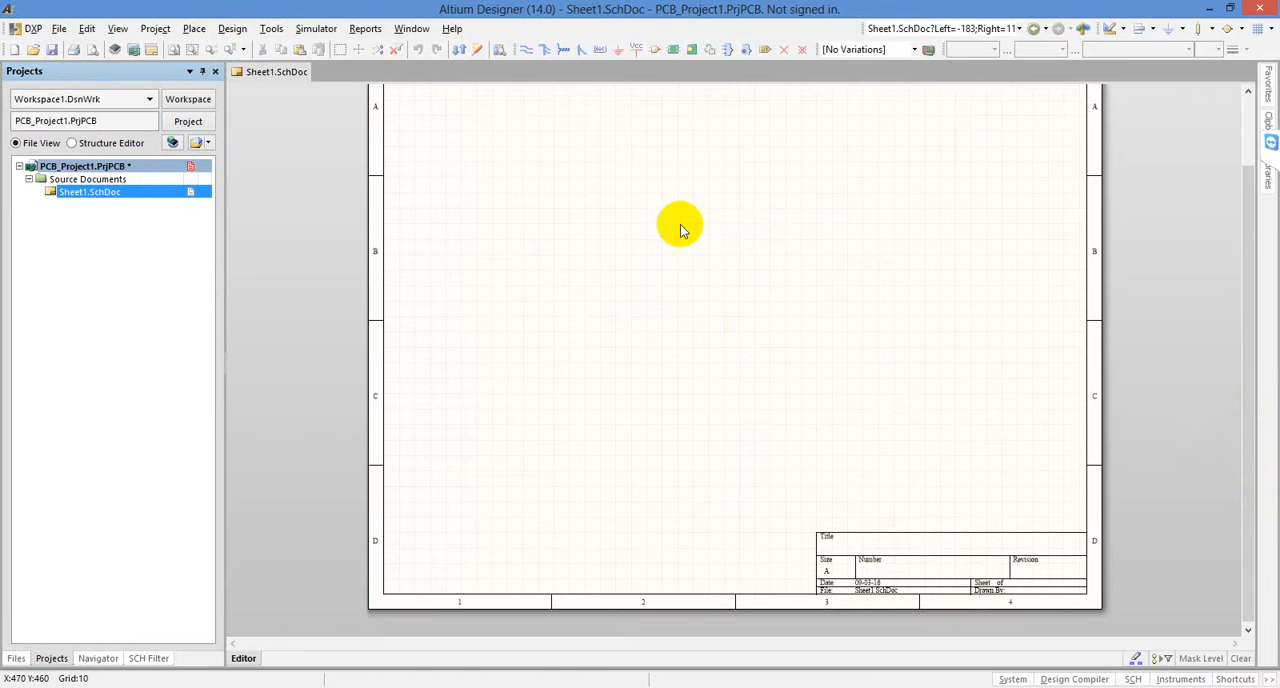 Altium Designer (14.0) - Sheet1.SchDoc - PCB_Project1.PrjPCB. Not signed in.
DXP File Edit View Project Place Design Tools Simulator Reports Window Help
Sheet1.SchDoc?Left=-183;Right=11
[No Variations]
Projects
Sheet1.SchDoc
Workspace1.DsnWrk
Workspace
PCB_Project1.PrjPCB
Project
File View
Structure Editor
PCB_Project1.PrjPCB *
Source Documents
Sheet1.SchDoc
Favorites
A A
B B
C C
D D
Title
Size Number Revision
A
Date: 09-03-16 Sheet of
File: Sheet1.SchDoc Drawn By:
1 2 3 4
Files Projects Navigator SCH Filter
Editor
Mask Level Clear
X:470 Y:460 Grid:10
System Design Compiler SCH Instruments Shortcuts >>